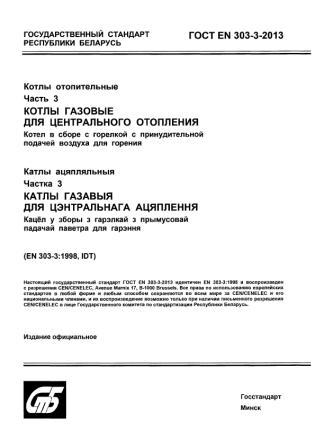 ГОСУДАРСТВЕННЫЙ СТАНДАРТ
РЕСПУБЛИКИ БЕЛАРУСЬ
ГОСТ EN 303-3-2013
Котлы отопительные
Часть 3
КОТЛЫ ГАЗОВЫЕ
ДЛЯ ЦЕНТРАЛЬНОГО ОТОПЛЕНИЯ
Котел в сборе с горелкой с принудительной
подачей воздуха для горения
Катлы ацяпляльныя
Частка 3
КАТЛЫ ГАЗАВЫЯ
ДЛЯ ЦЭНТРАЛЬНАГА АЦЯПЛЕННЯ
Кацёл у зборы з гарэлкай з прымусовай
падачай паветра для гарэння
(EN 303-3:1998, IDT)
Настоящий государственный стандарт ГОСТ EN 303-3-2013 идентичен EN 303-3:1998 и воспроизведен
с разрешения CEN/CENELEC, Avenue Marnix 17, B-1000 Brussels. Все права по использованию европейских
стандартов в любой форме и любым способом сохраняются во всем мире за CEN/CENELEC и его
национальными членами, и их воспроизведение возможно только при наличии письменного разрешения
CEN/CENELEC в лице Государственного комитета по стандартизации Республики Беларусь.
Издание официальное
СТБ
Госстандарт
Минск